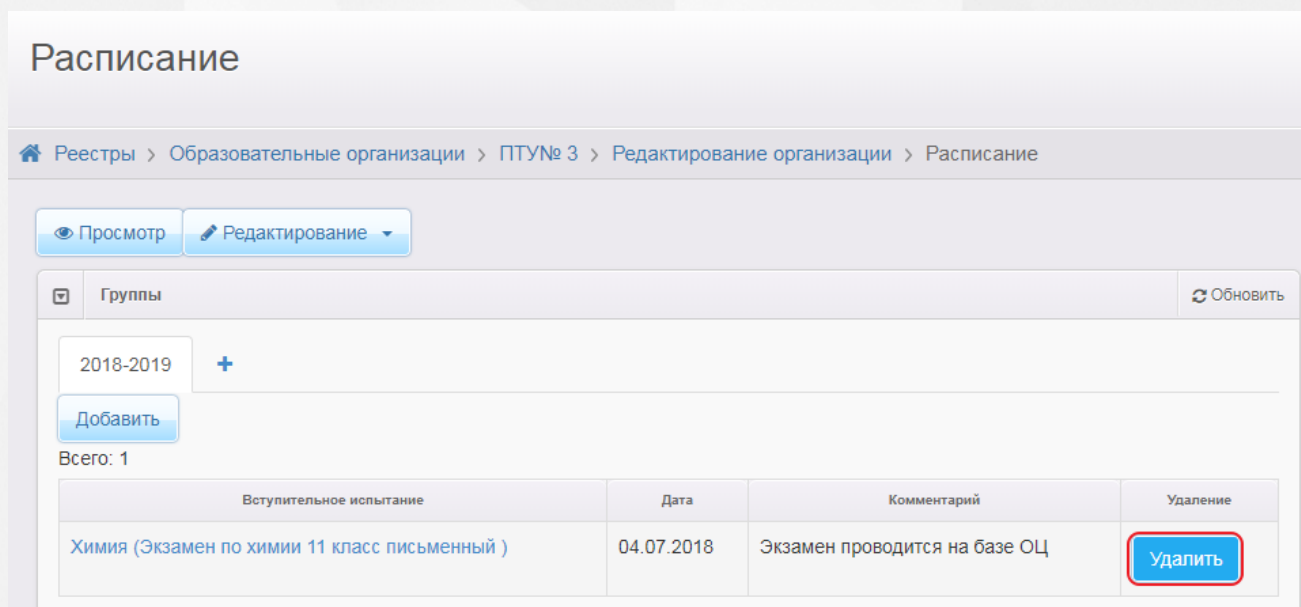 Расписание
Реестры > Образовательные организации > ПТУ№ 3 > Редактирование организации > Расписание
Просмотр Редактирование
Группы Обновить
2018-2019 +
Добавить
Всего: 1
Вступительное испытание Дата Комментарий Удаление
Химия (Экзамен по химии 11 класс письменный ) 04.07.2018 Экзамен проводится на базе ОЦ Удалить